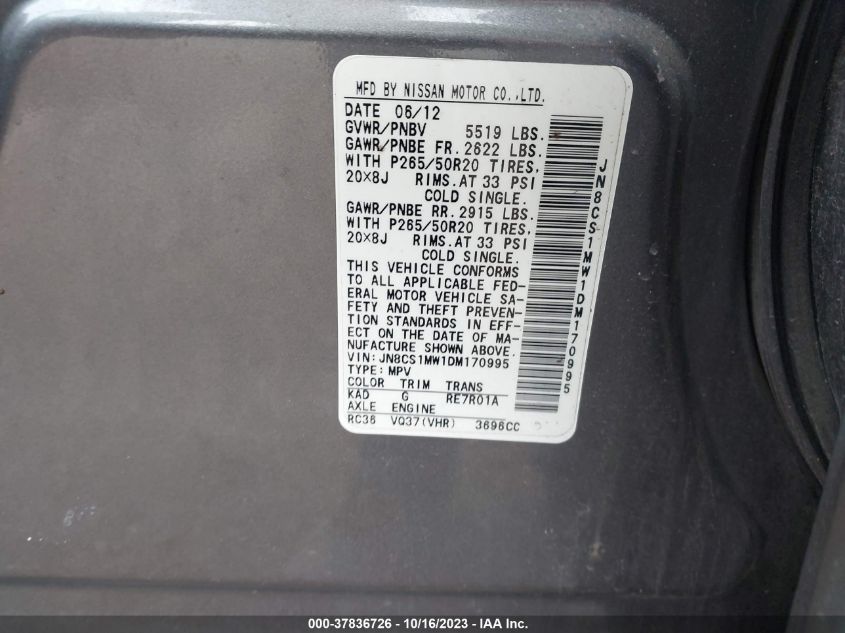 MFD BY NISSAN MOTOR CO.,LTD.
DATE 06/12
GVWR/PNBV 5519 LBS.
GAWR/PNBE FR. 2622 LBS.
WITH P265/50R20 TIRES,
20×8J RIMS.AT 33 PSI
COLD SINGLE.
GAWR/PNBE RR. 2915 LBS.
WITH P265/50R20 TIRES,
20×8J RIMS.AT 33 PSI
COLD SINGLE.
THIS VEHICLE CONFORMS
TO ALL APPLICABLE FED-
ERAL MOTOR VEHICLE SA-
FETY AND THEFT PREVEN-
TION STANDARDS IN EFF-
ECT ON THE DATE OF MA-
NUFACTURE SHOWN ABOVE.
VIN: JN8CS1MW1DM170995
TYPE: MPV
COLOR TRIM TRANS
KAD G RE7R01A
AXLE ENGINE
RC36 VQ37(VHR) 3696CC
JN8CS1MW1DM170995
000-37836726 - 10/16/2023 - IAA Inc.